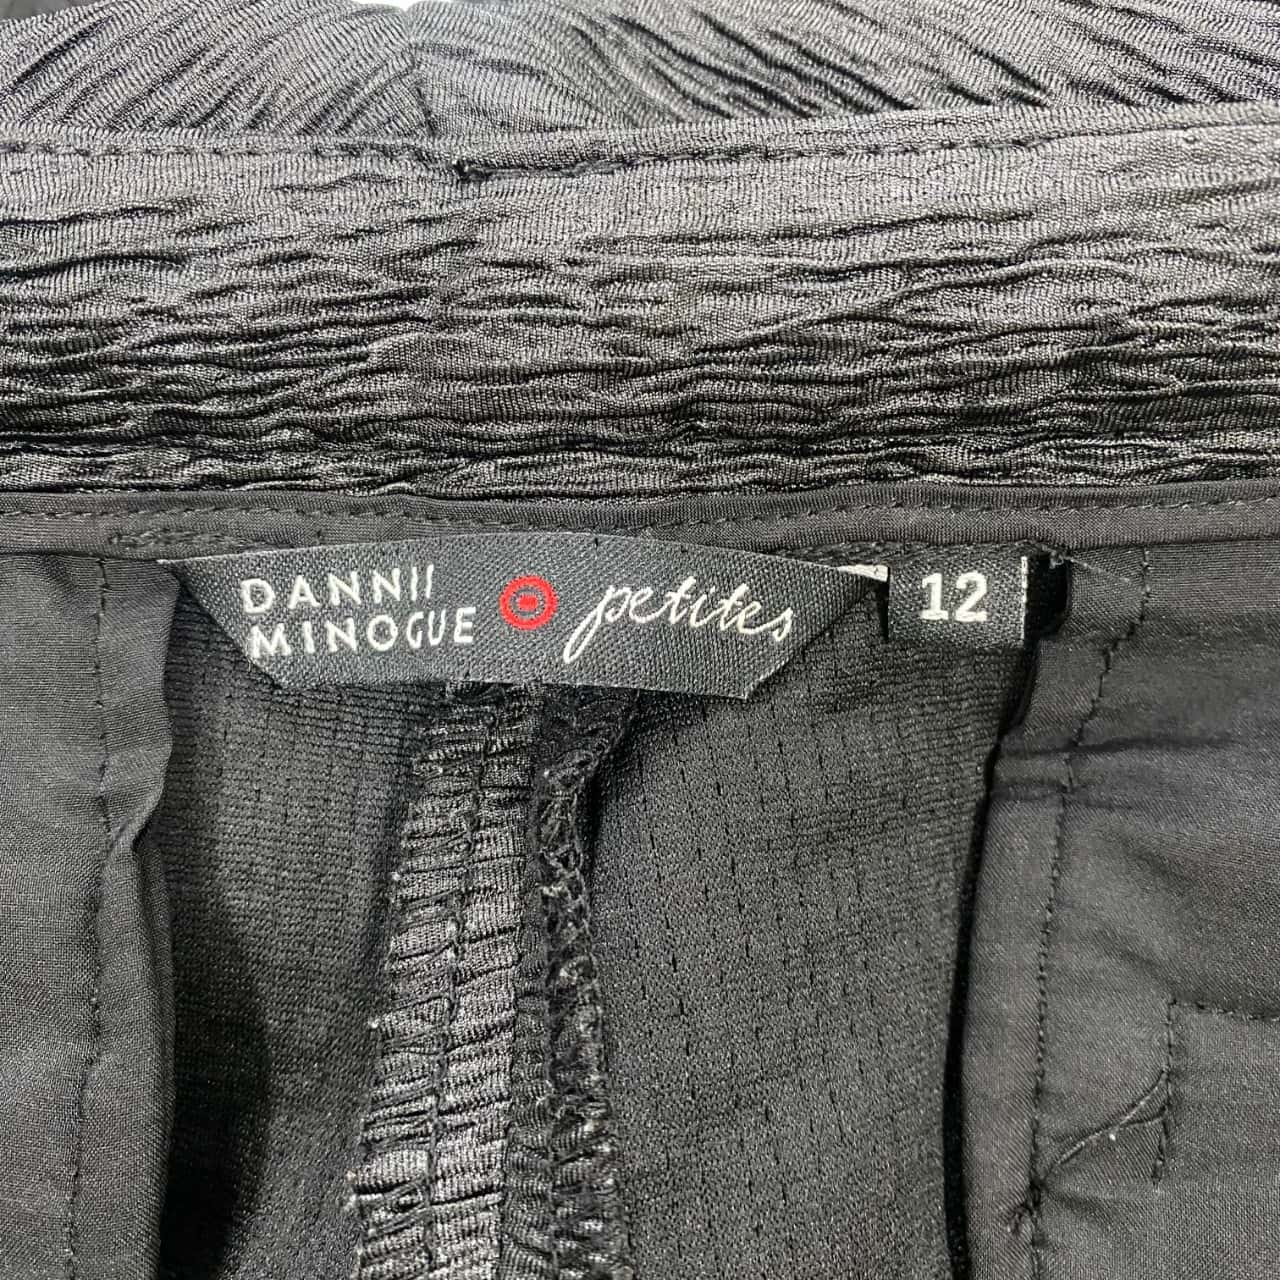 DANNII
MINOGUE
petites
12